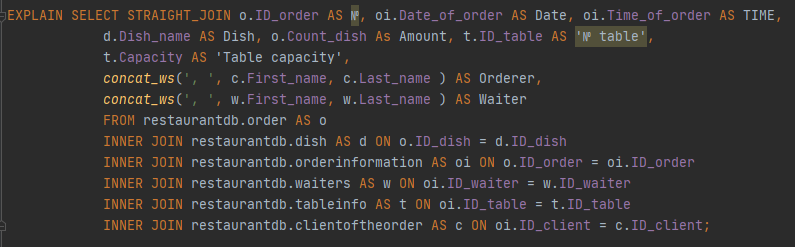 EXPLAIN SELECT STRAIGHT_JOIN o.ID_order AS №, oi.Date_of_order AS Date, oi.Time_of_order AS TIME,
d.Dish_name AS Dish, o.Count_dish As Amount, t.ID_table AS '№ table',
t.Capacity AS 'Table capacity',
concat_ws(', ', c.First_name, c.Last_name ) AS Orderer,
concat_ws(', ', w.First_name, w.Last_name ) AS Waiter
FROM restaurantdb.order AS o
INNER JOIN restaurantdb.dish AS d ON o.ID_dish = d.ID_dish
INNER JOIN restaurantdb.orderinformation AS oi ON o.ID_order = oi.ID_order
INNER JOIN restaurantdb.waiters AS w ON oi.ID_waiter = w.ID_waiter
INNER JOIN restaurantdb.tableinfo AS t ON oi.ID_table = t.ID_table
INNER JOIN restaurantdb.clientoftheorder AS c ON oi.ID_client = c.ID_client;